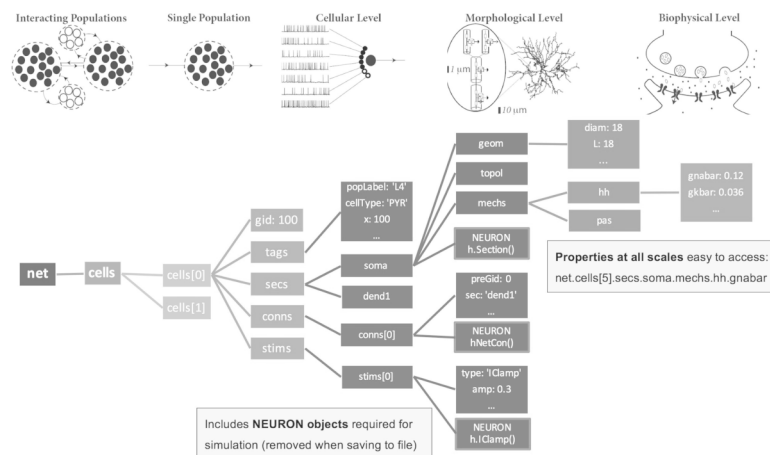 Interacting Populations
Single Population
Cellular Level
Morphological Level
Biophysical Level
1 μm
10 μm
net
cells
cells[0]
cells[1]
gid: 100
tags
secs
conns
stims
popLabel: 'L4'
cellType: 'PYR'
x: 100
...
soma
dend1
conns[0]
stims[0]
geom
topol
mechs
NEURON
h.Section()
preGid: 0
sec: 'dend1'
...
NEURON
hNetCon()
type: 'IClamp'
amp: 0.3
...
NEURON
h.IClamp()
diam: 18
L: 18
...
hh
pas
gnabar: 0.12
gkbar: 0.036
...
Properties at all scales easy to access:
net.cells[5].secs.soma.mechs.hh.gnabar
Includes NEURON objects required for
simulation (removed when saving to file)